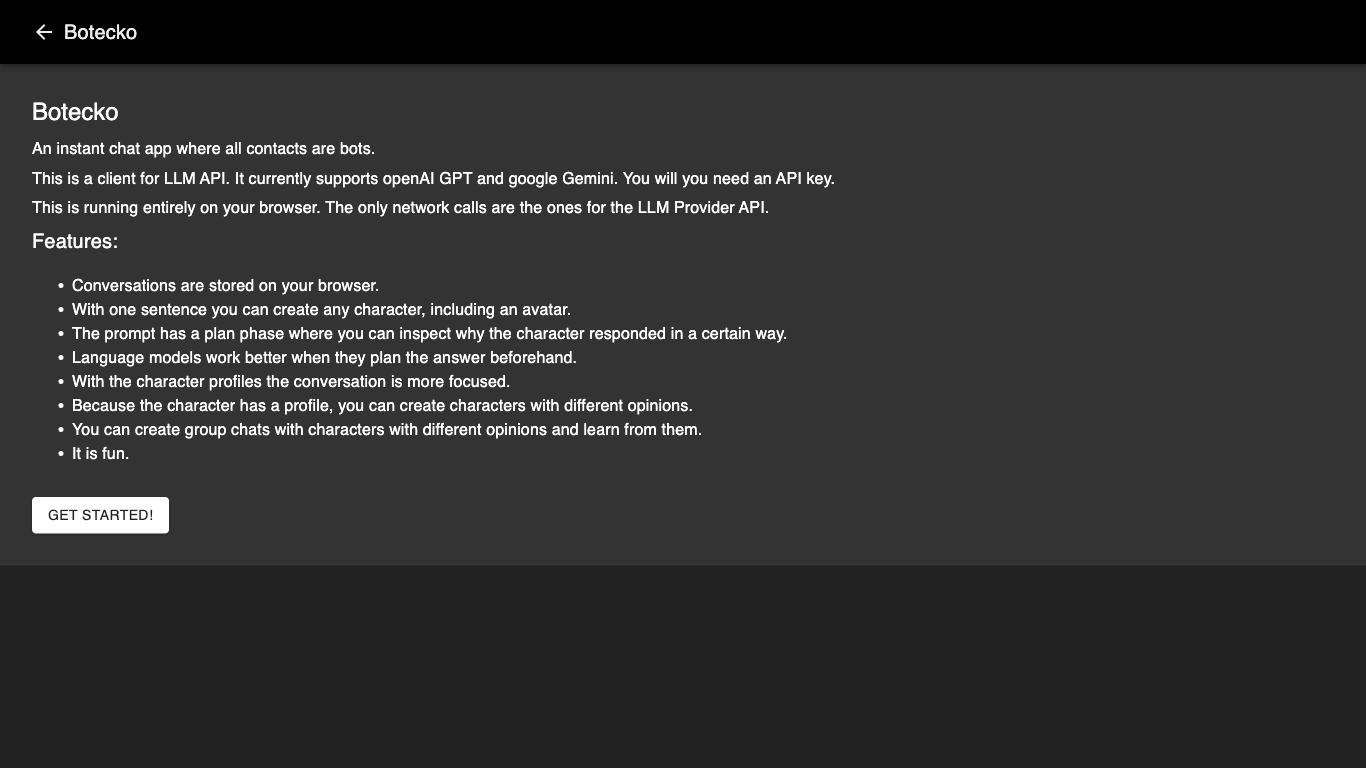 Botecko
Botecko
An instant chat app where all contacts are bots.
This is a client for LLM API. It currently supports openAI GPT and google Gemini. You will you need an API key.
This is running entirely on your browser. The only network calls are the ones for the LLM Provider API.
Features:
• Conversations are stored on your browser.
• With one sentence you can create any character, including an avatar.
• The prompt has a plan phase where you can inspect why the character responded in a certain way.
• Language models work better when they plan the answer beforehand.
• With the character profiles the conversation is more focused.
• Because the character has a profile, you can create characters with different opinions.
• You can create group chats with characters with different opinions and learn from them.
• It is fun.
GET STARTED!